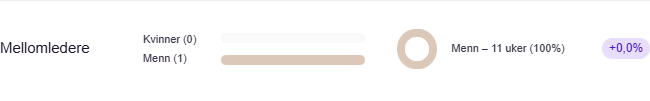 Mellomledere
Kvinner (0)
Menn (1)
Menn – 11 uker (100%)
+0,0%